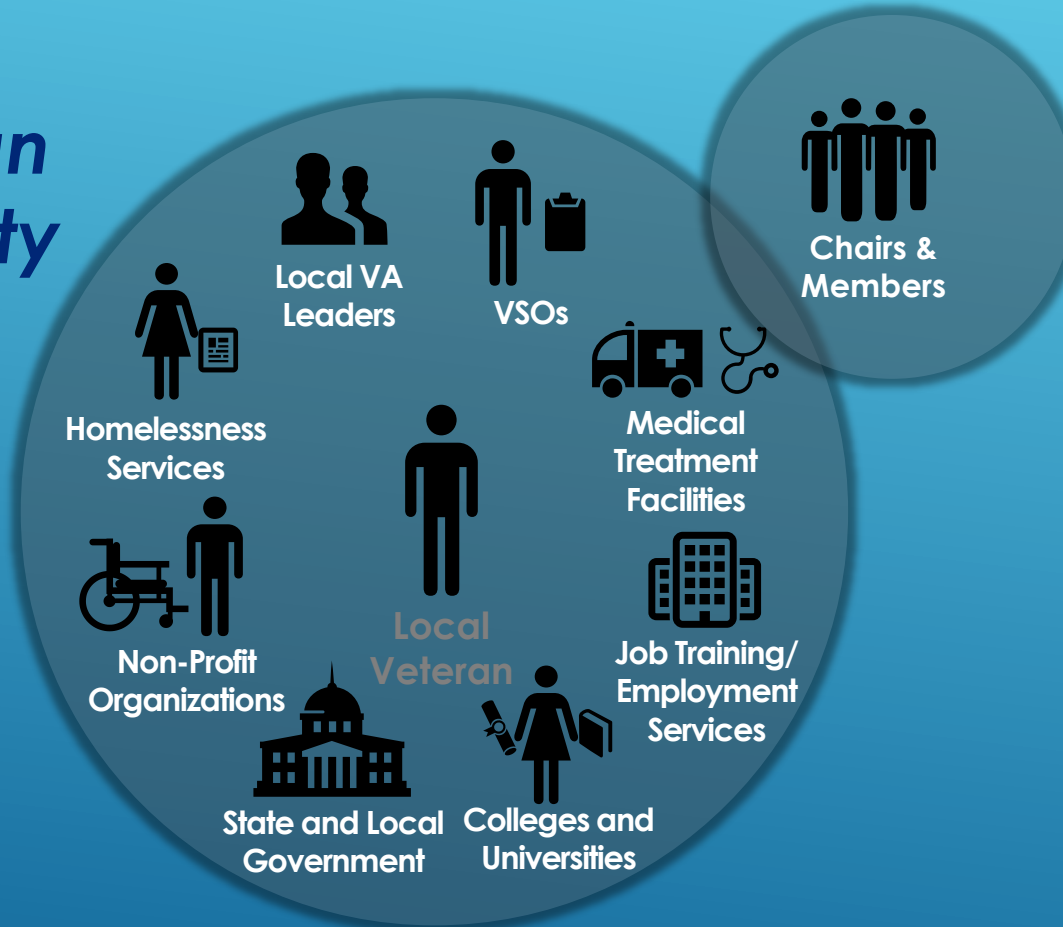 Local VA
Leaders
VSOs
Chairs &
Members
Homelessness
Services
Medical
Treatment
Facilities
Local
Veteran
Non-Profit
Organizations
Job Training/
Employment
Services
State and Local
Government
Colleges and
Universities